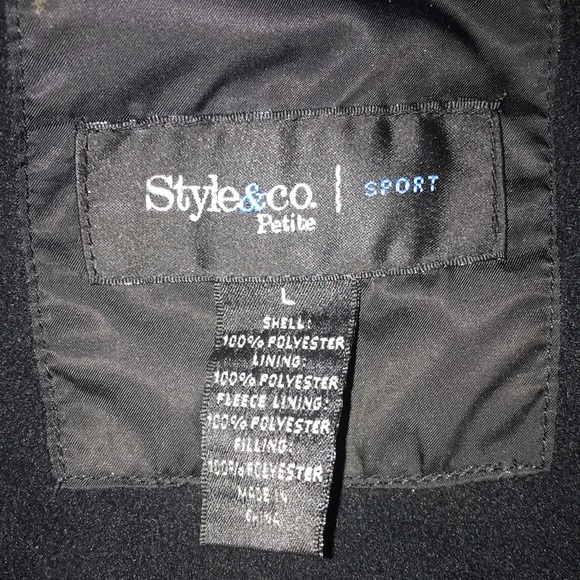 Style&co. | SPORT
Petite
L
SHELL:
100% POLYESTER
LINING:
100% POLYESTER
FLEECE LINING:
100% POLYESTER
FILLING:
100% POLYESTER
MADE IN
CHINA